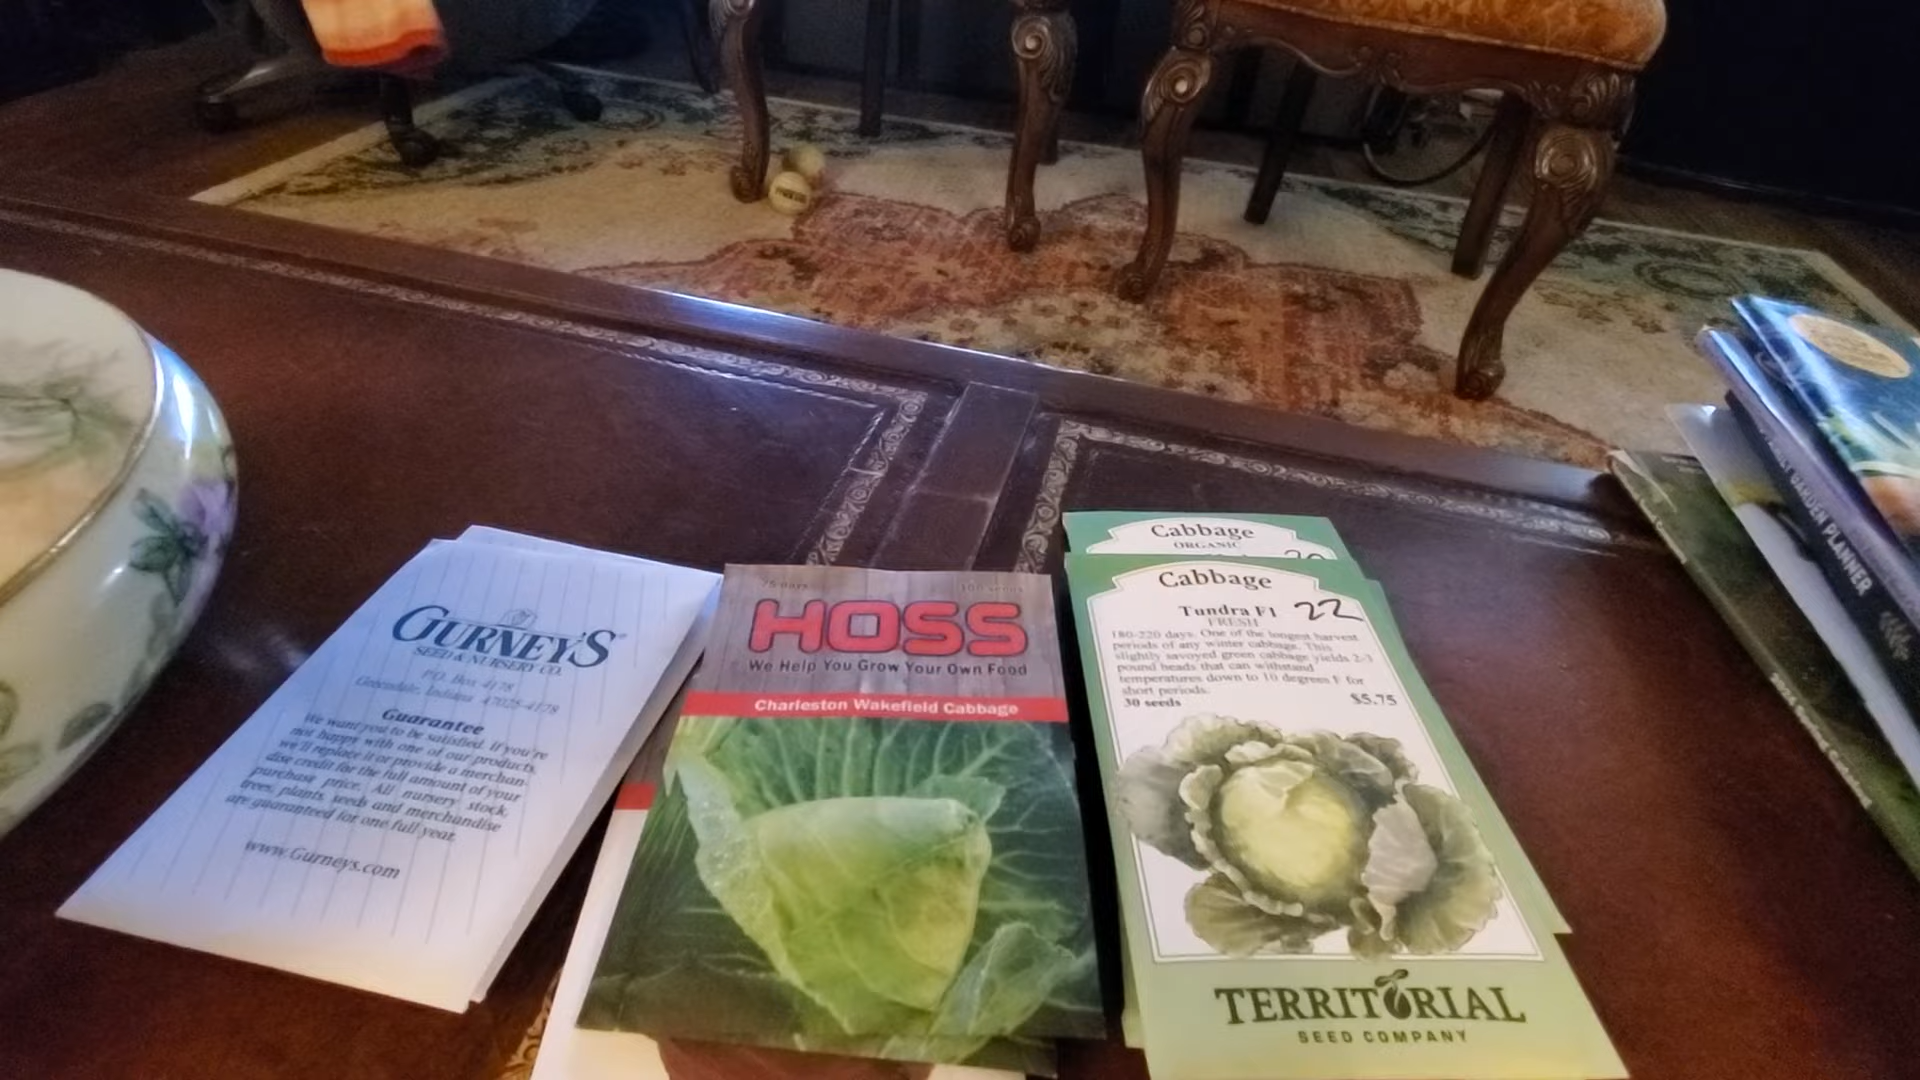 GURNEY'S
SEED & NURSERY CO.
P.O. Box 4178
Greendale, Indiana 47025-4178
Guarantee
We want you to be satisfied. If you're
not happy with one of our products,
we'll replace it or provide a merchan-
dise credit for the full amount of your
purchase price. All nursery stock,
trees, plants, seeds and merchandise
are guaranteed for one full year.
www.Gurneys.com
75 days
100 seeds
HOSS
We Help You Grow Your Own Food
Charleston Wakefield Cabbage
Cabbage
ORGANIC
Cabbage
Tundra F1 22
FRESH
180-220 days. One of the longest harvest
periods of any winter cabbage. This
slightly savoyed green cabbage yields 2-3
pound heads that can withstand
temperatures down to 10 degrees F for
short periods.
30 seeds
$5.75
TERRITORIAL
SEED COMPANY
GARDEN PLANNER